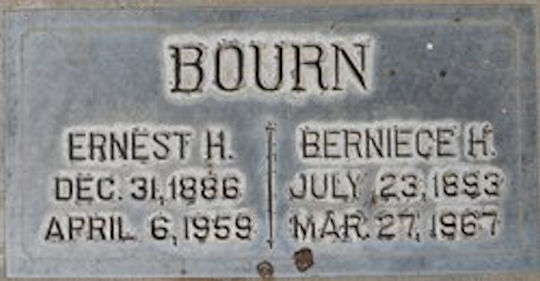 BOURN
ERNEST H.
DEC. 31, 1886
APRIL 6, 1959
BERNIECE H.
JULY 23, 1893
MAR. 27, 1967